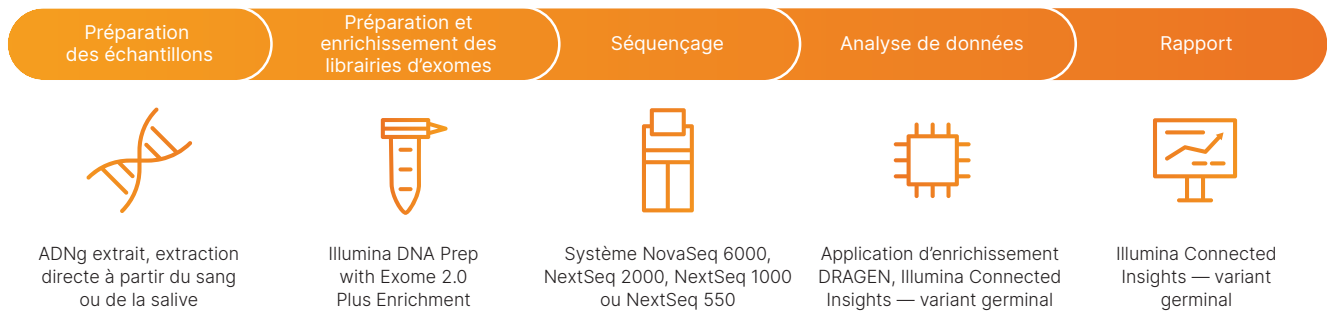 Préparation
des échantillons
Préparation et
enrichissement des
librairies d'exomes
Séquençage
Analyse de données
Rapport
ADNg extrait, extraction
directe à partir du sang
ou de la salive
Illumina DNA Prep
with Exome 2.0
Plus Enrichment
Système NovaSeq 6000,
NextSeq 2000, NextSeq 1000
ou NextSeq 550
Application d'enrichissement
DRAGEN, Illumina Connected
Insights — variant germinal
Illumina Connected
Insights — variant
germinal